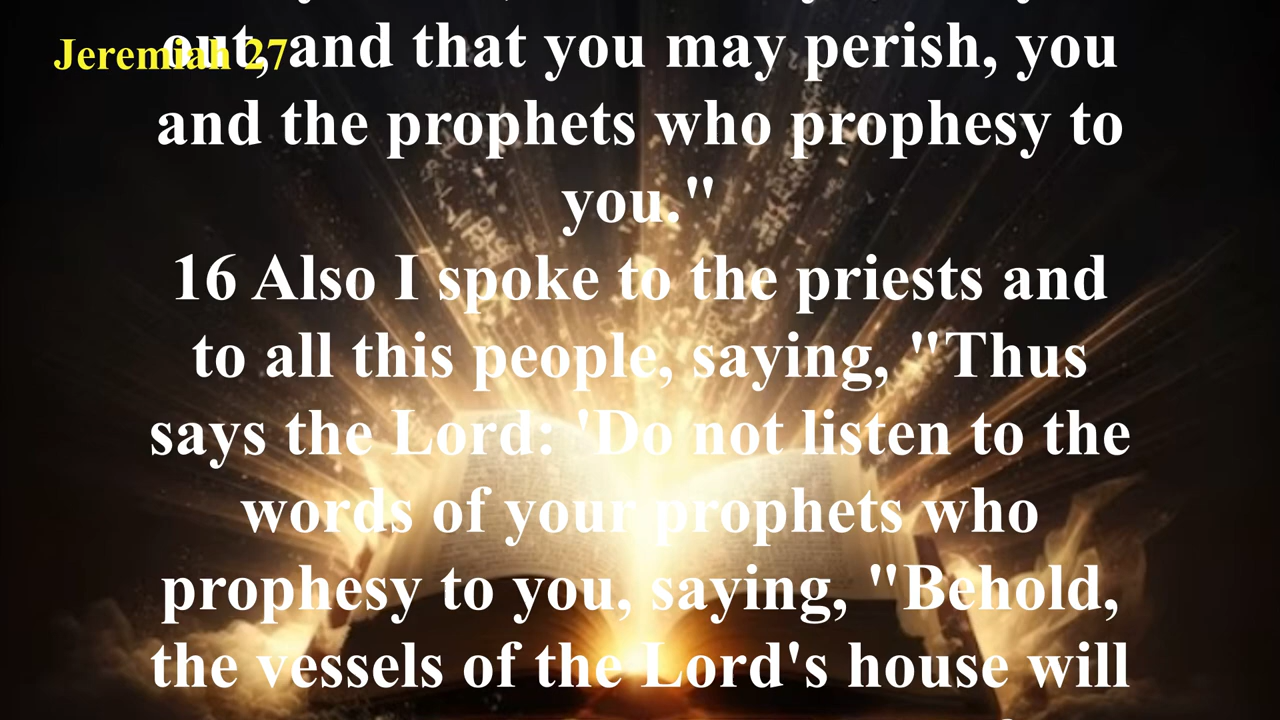 Jeremiah 27
out, and that you may perish, you
and the prophets who prophesy to
you."
16 Also I spoke to the priests and
to all this people, saying, "Thus
says the Lord: 'Do not listen to the
words of your prophets who
prophesy to you, saying, "Behold,
the vessels of the Lord's house will